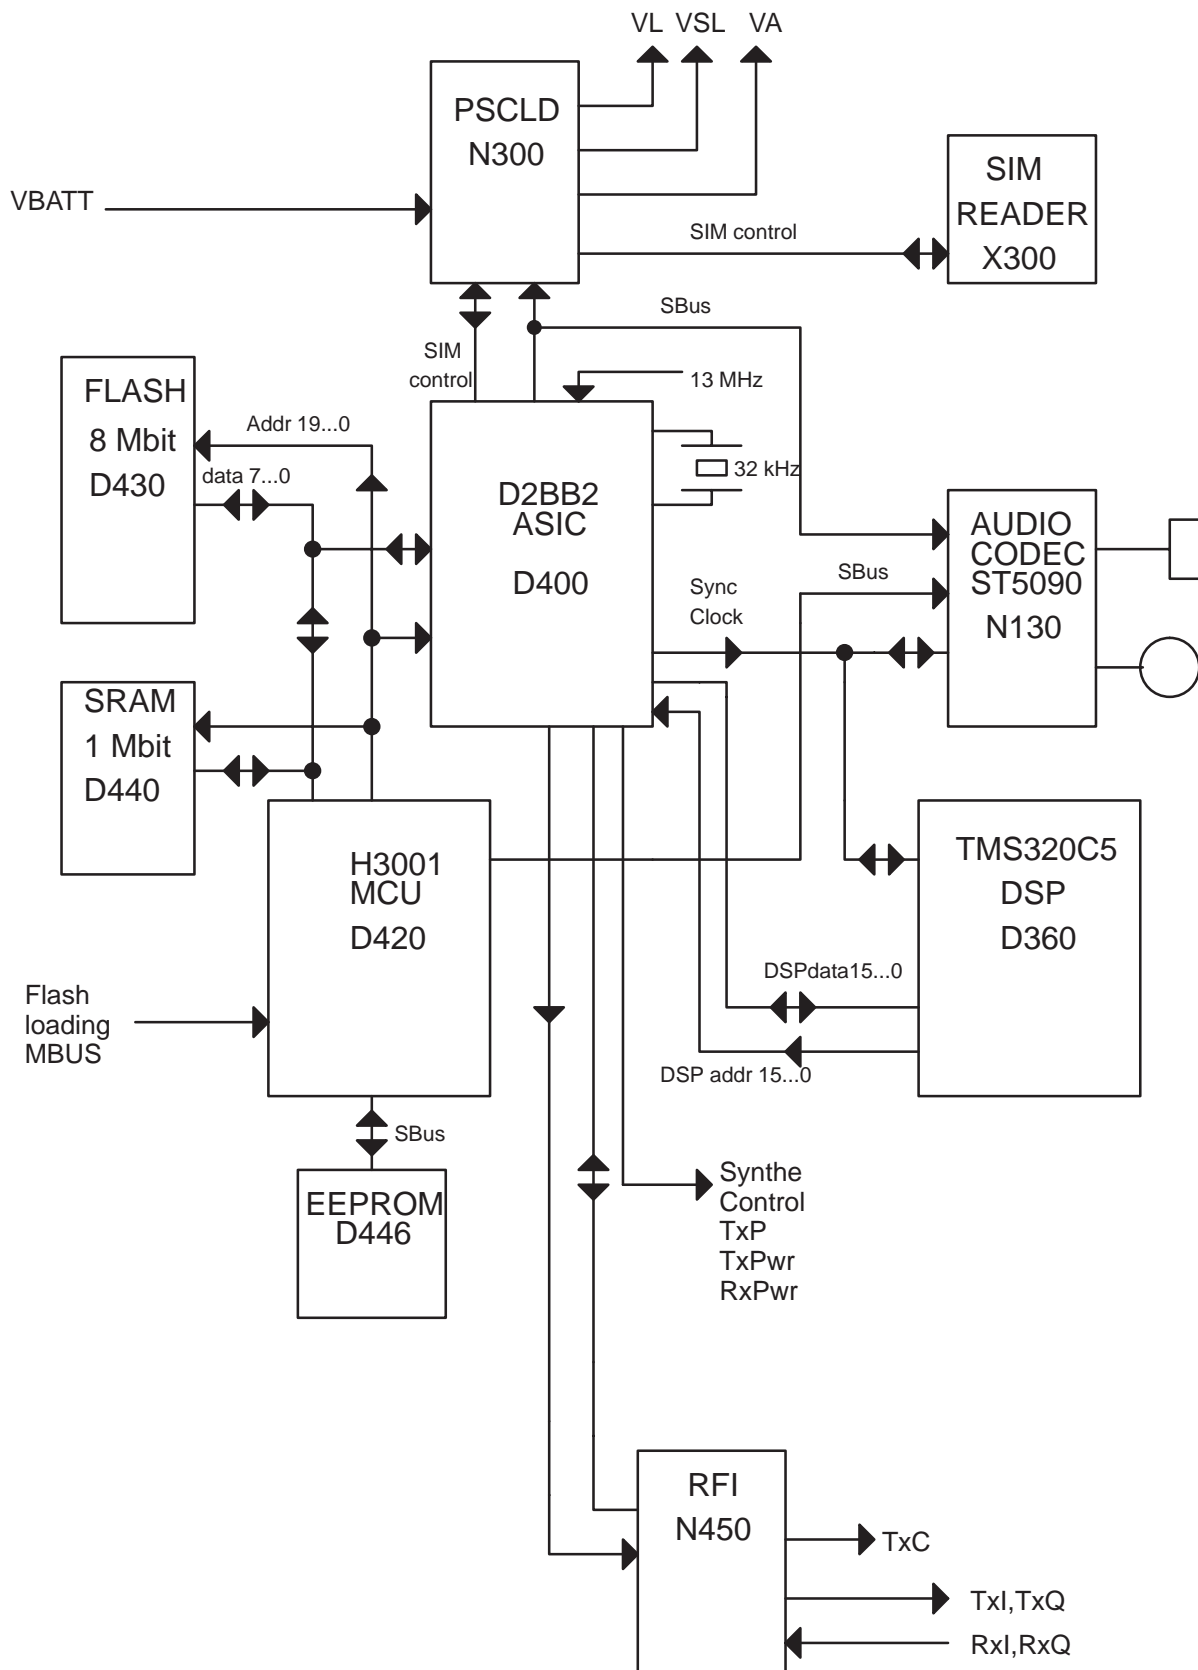 VL VSL VA
PSCLD
N300
SIM
READER
X300
VBATT
SIM control
SBus
SIM
control
13 MHz
FLASH
8 Mbit
D430
Addr 19...0
data 7...0
32 kHz
D2BB2
ASIC
D400
AUDIO
CODEC
ST5090
N130
SBus
Sync
Clock
SRAM
1 Mbit
D440
H3001
MCU
D420
TMS320C5
DSP
D360
DSPdata15...0
DSP addr 15...0
Flash
loading
MBUS
SBus
EEPROM
D446
Synthe
Control
TxP
TxPwr
RxPwr
RFI
N450
TxC
TxI,TxQ
RxI,RxQ